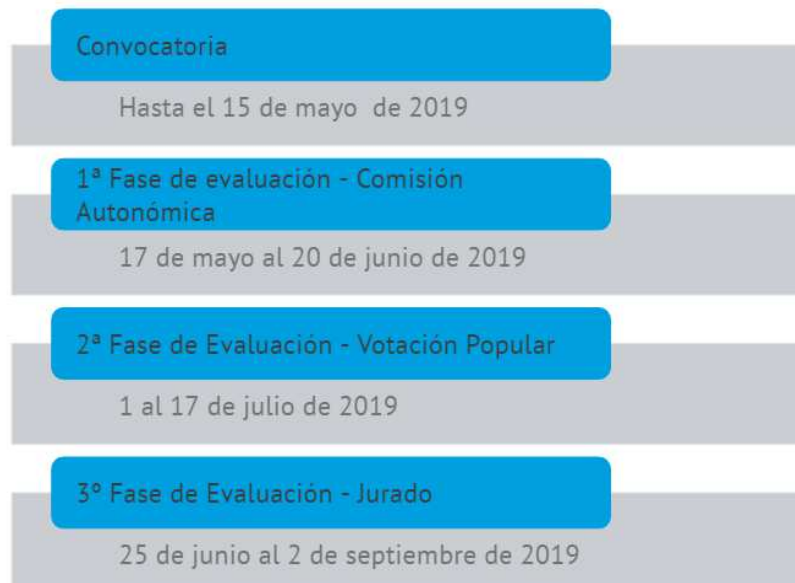 Convocatoria
Hasta el 15 de mayo de 2019
1ª Fase de evaluación - Comisión
Autonómica
17 de mayo al 20 de junio de 2019
2ª Fase de Evaluación - Votación Popular
1 al 17 de julio de 2019
3º Fase de Evaluación - Jurado
25 de junio al 2 de septiembre de 2019